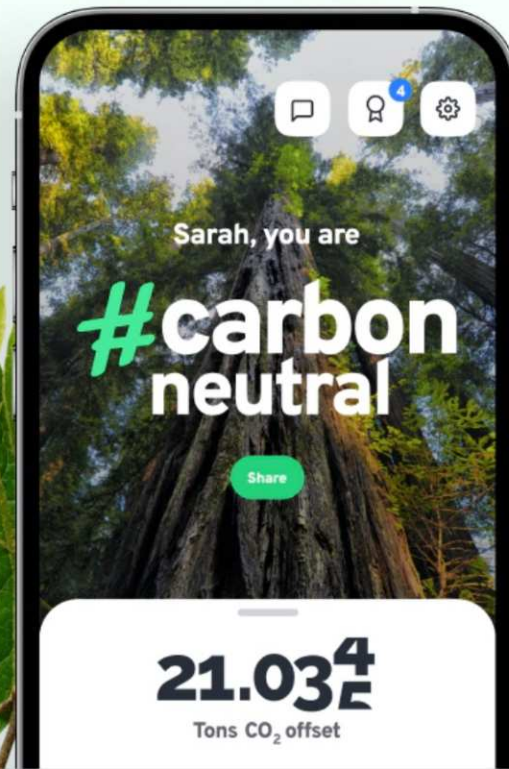 4
Sarah, you are
#carbon
neutral
Share
21.034
Tons CO₂ offset